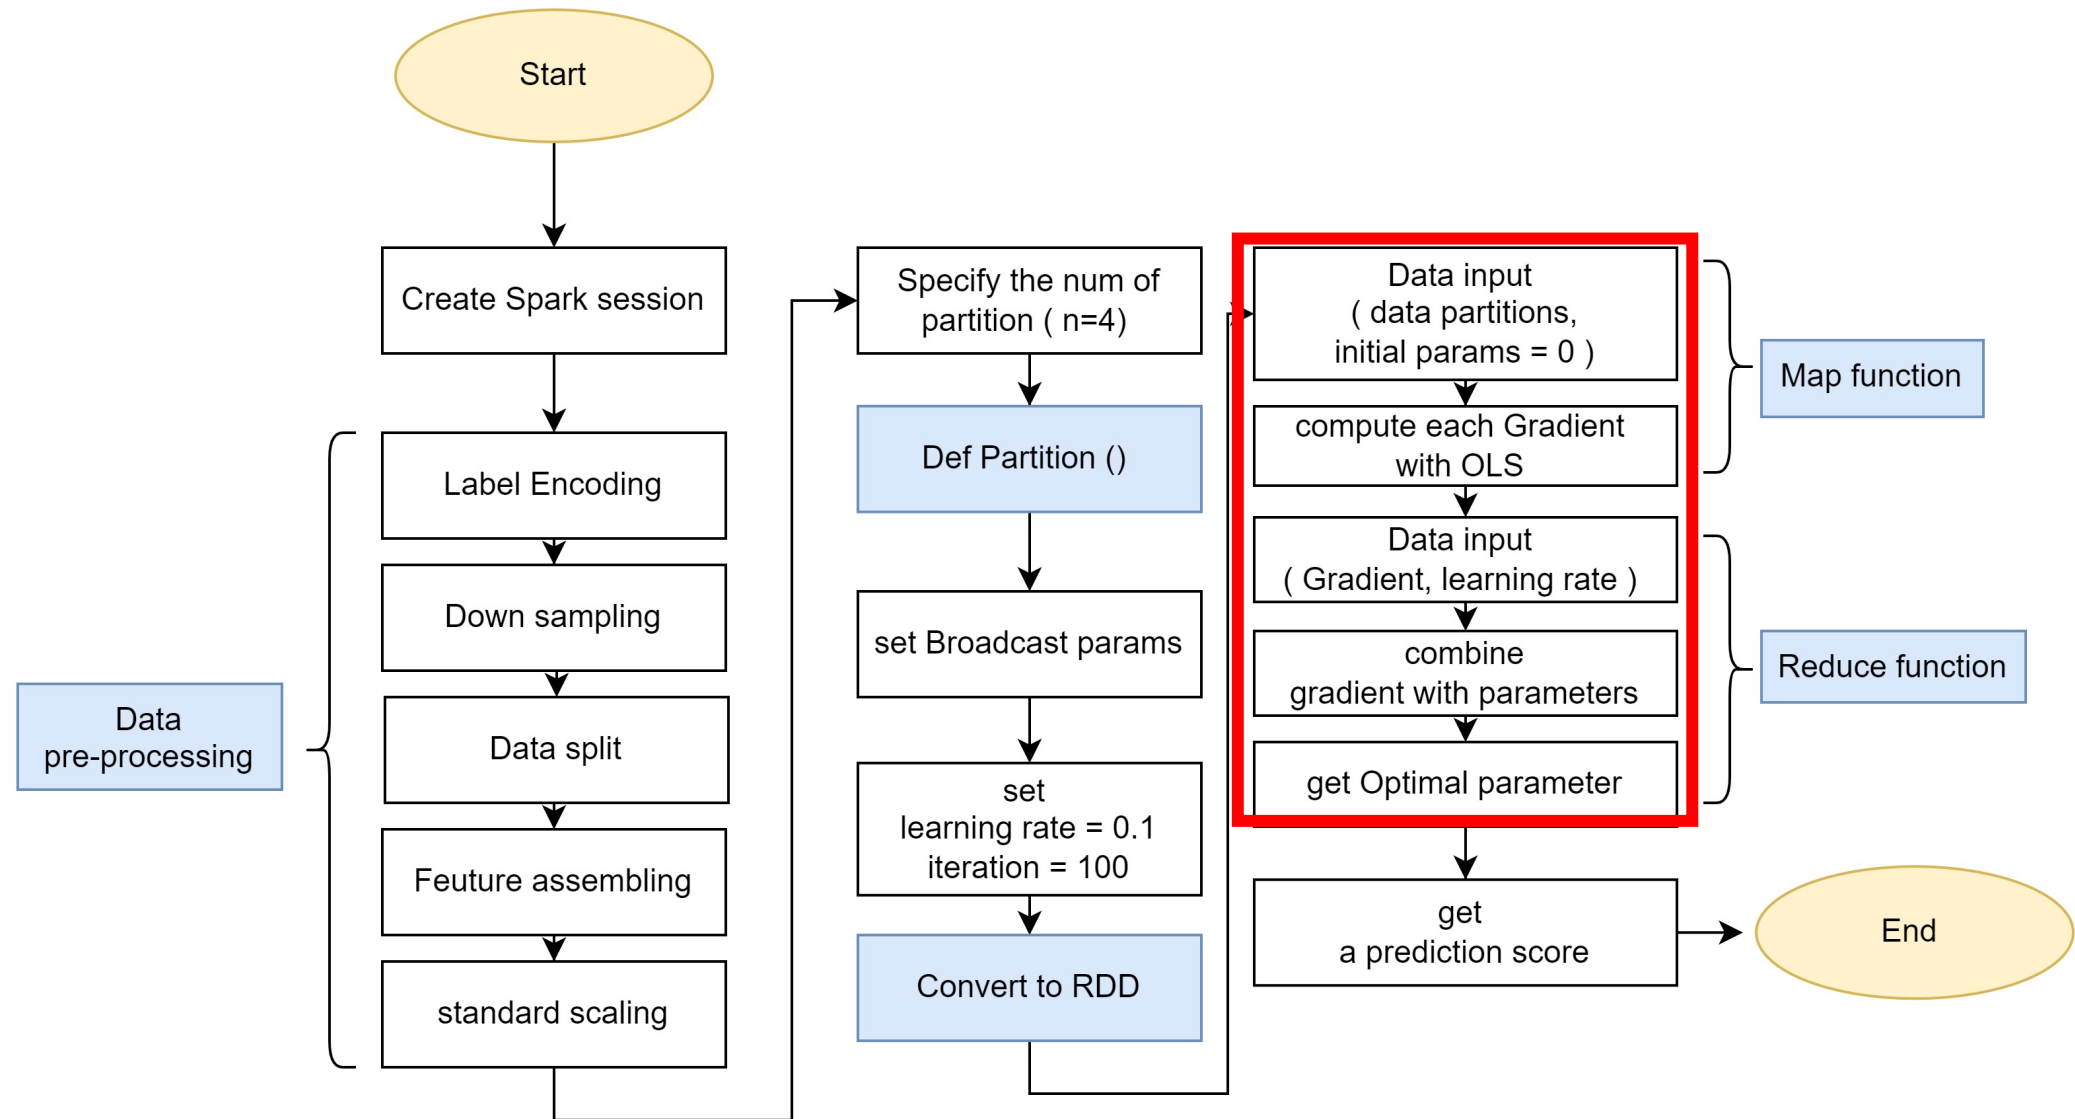 Start
Create Spark session
Label Encoding
Down sampling
Data split
Feuture assembling
standard scaling
Data
pre-processing
Specify the num of
partition ( n=4)
Def Partition ()
set Broadcast params
set
learning rate = 0.1
iteration = 100
Convert to RDD
Data input
( data partitions,
initial params = 0 )
compute each Gradient
with OLS
Map function
Data input
( Gradient, learning rate )
combine
gradient with parameters
get Optimal parameter
Reduce function
get
a prediction score
End